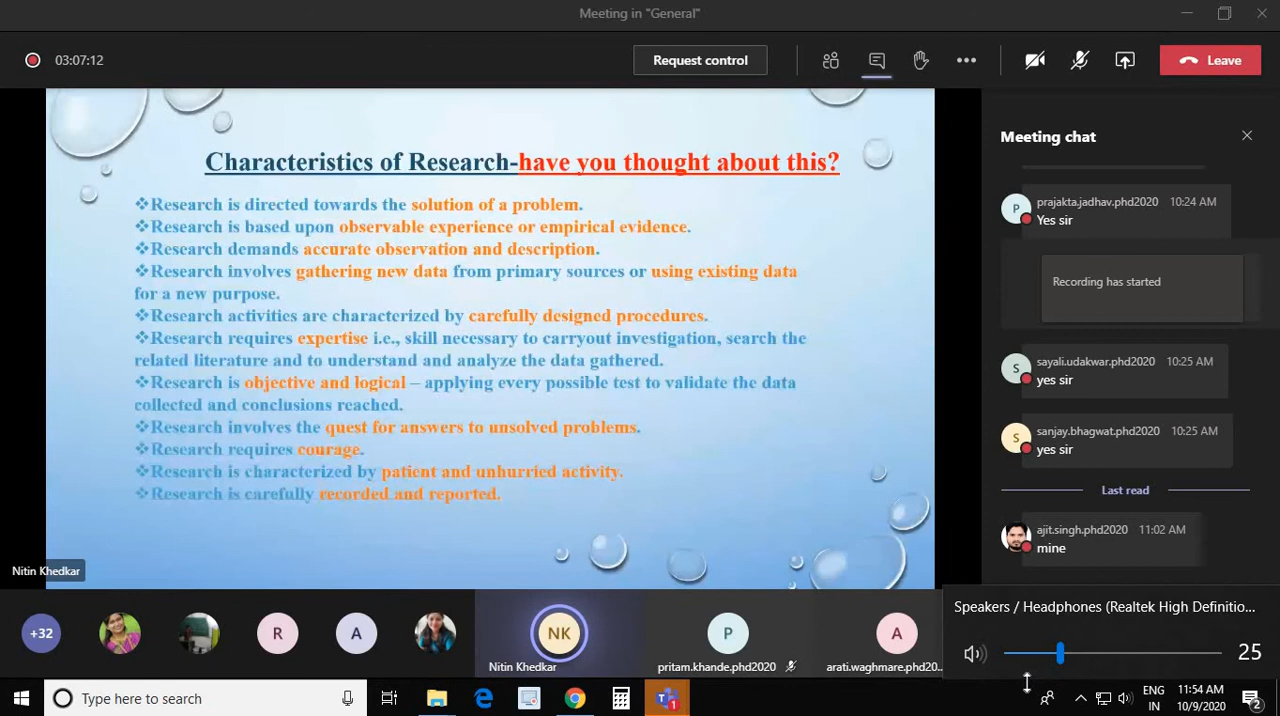 Meeting in "General"
03:07:12
Request control
Leave
Characteristics of Research-have you thought about this?
❖Research is directed towards the solution of a problem.
❖Research is based upon observable experience or empirical evidence.
❖Research demands accurate observation and description.
❖Research involves gathering new data from primary sources or using existing data
for a new purpose.
❖Research activities are characterized by carefully designed procedures.
❖Research requires expertise i.e., skill necessary to carryout investigation, search the
related literature and to understand and analyze the data gathered.
❖Research is objective and logical – applying every possible test to validate the data
collected and conclusions reached.
❖Research involves the quest for answers to unsolved problems.
❖Research requires courage.
❖Research is characterized by patient and unhurried activity.
❖Research is carefully recorded and reported.
Nitin Khedkar
Meeting chat
P
prajakta.jadhav.phd2020 10:24 AM
Yes sir
Recording has started
S
sayali.udakwar.phd2020 10:25 AM
yes sir
S
sanjay.bhagwat.phd2020 10:25 AM
yes sir
Last read
ajit.singh.phd2020 11:02 AM
mine
+32
R
A
NK
Nitin Khedkar
P
pritam.khande.phd2020
A
arati.waghmare.phd20...
Speakers / Headphones (Realtek High Definitio...
25
Type here to search
1
ENG
IN
11:54 AM
10/9/2020
2